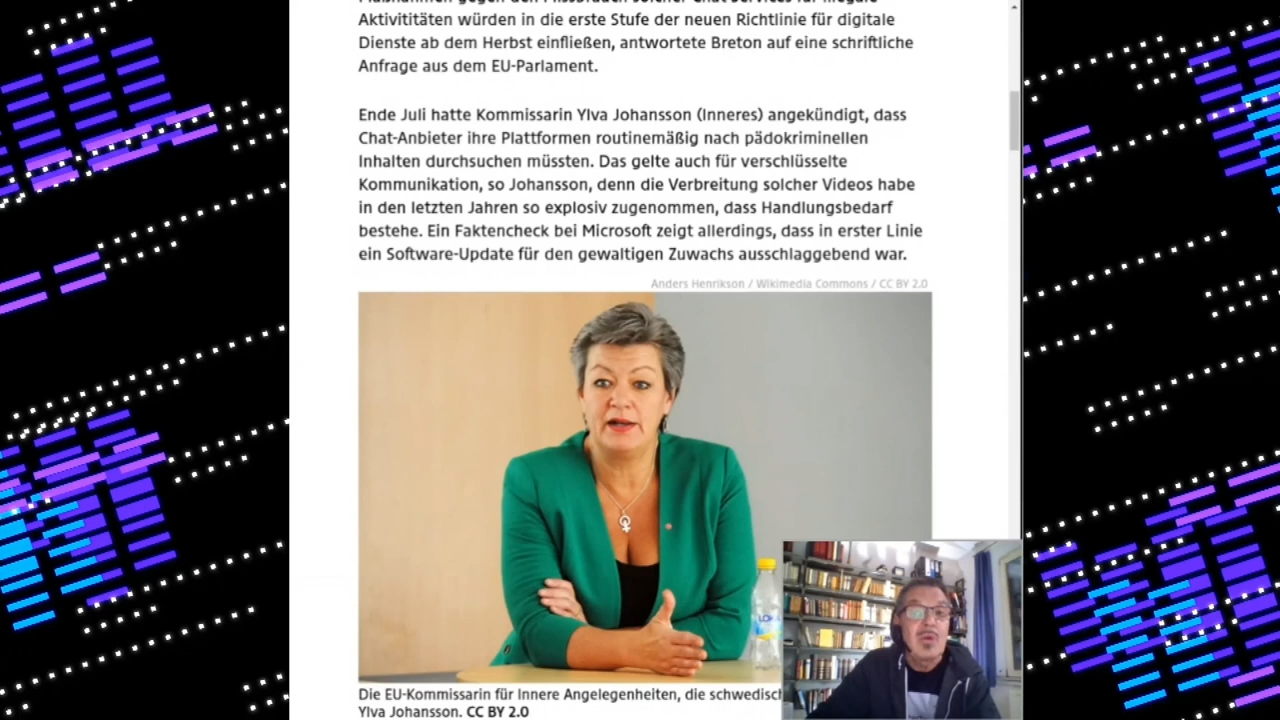 Aktivititäten würden in die erste Stufe der neuen Richtlinie für digitale
Dienste ab dem Herbst einfließen, antwortete Breton auf eine schriftliche
Anfrage aus dem EU-Parlament.
Ende Juli hatte Kommissarin Ylva Johansson (Inneres) angekündigt, dass
Chat-Anbieter ihre Plattformen routinemäßig nach pädokriminellen
Inhalten durchsuchen müssten. Das gelte auch für verschlüsselte
Kommunikation, so Johansson, denn die Verbreitung solcher Videos habe
in den letzten Jahren so explosiv zugenommen, dass Handlungsbedarf
bestehe. Ein Faktencheck bei Microsoft zeigt allerdings, dass in erster Linie
ein Software-Update für den gewaltigen Zuwachs ausschlaggebend war.
Anders Henrikson / Wikimedia Commons / CC BY 2.0
Die EU-Kommissarin für Innere Angelegenheiten, die
Ylva Johansson. CC BY 2.0